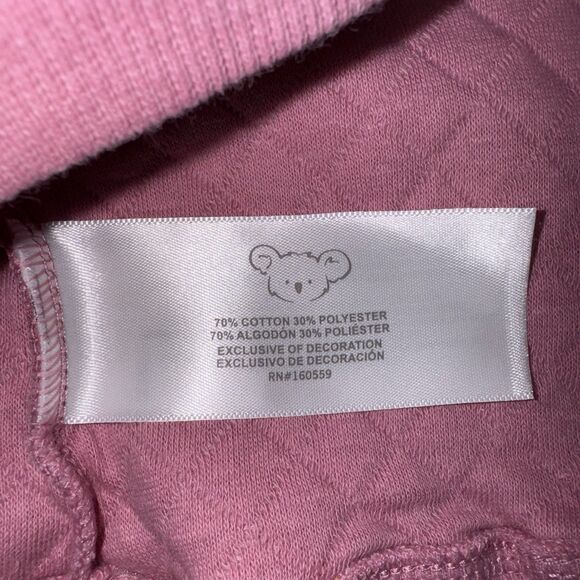 70% COTTON 30% POLYESTER
70% ALGODÓN 30% POLIÉSTER
EXCLUSIVE OF DECORATION
EXCLUSIVO DE DECORACIÓN
RN#160559